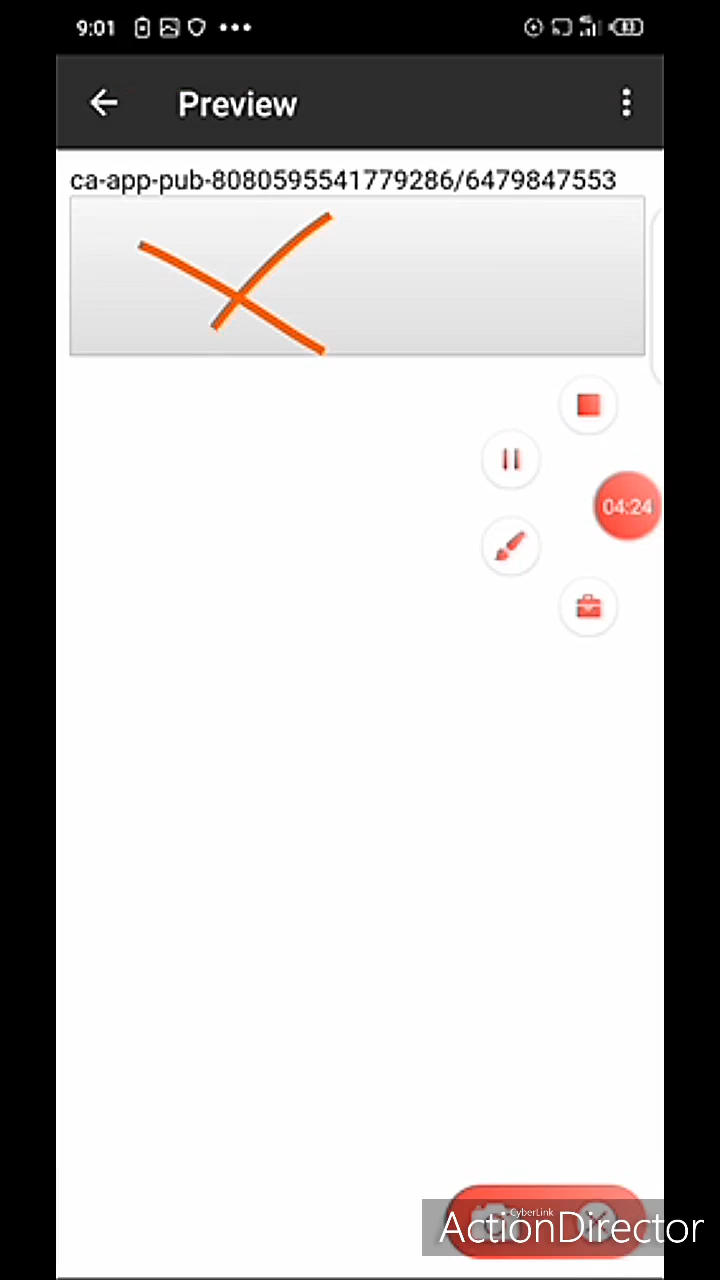 9:01
Preview
ca-app-pub-8080595541779286/6479847553
04:24
CyberLink
ActionDirector